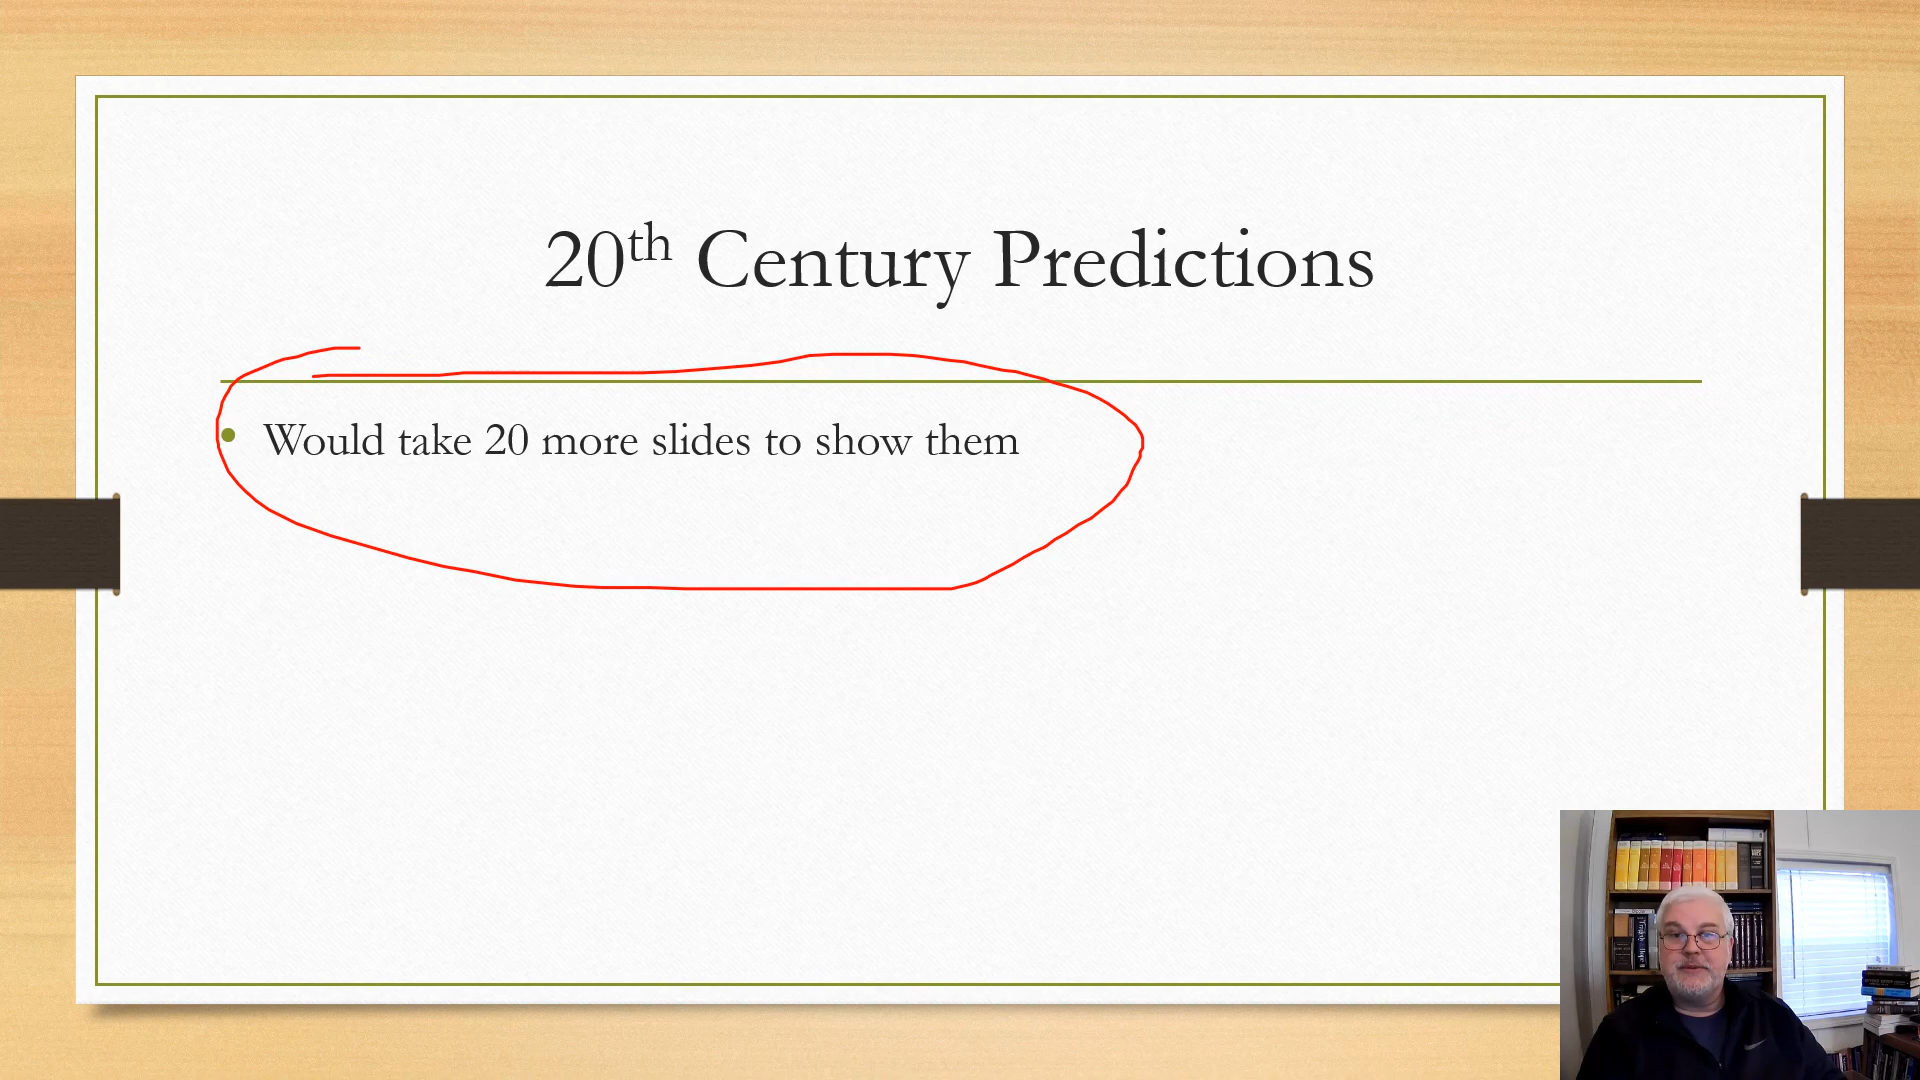 20th Century Predictions
Would take 20 more slides to show them